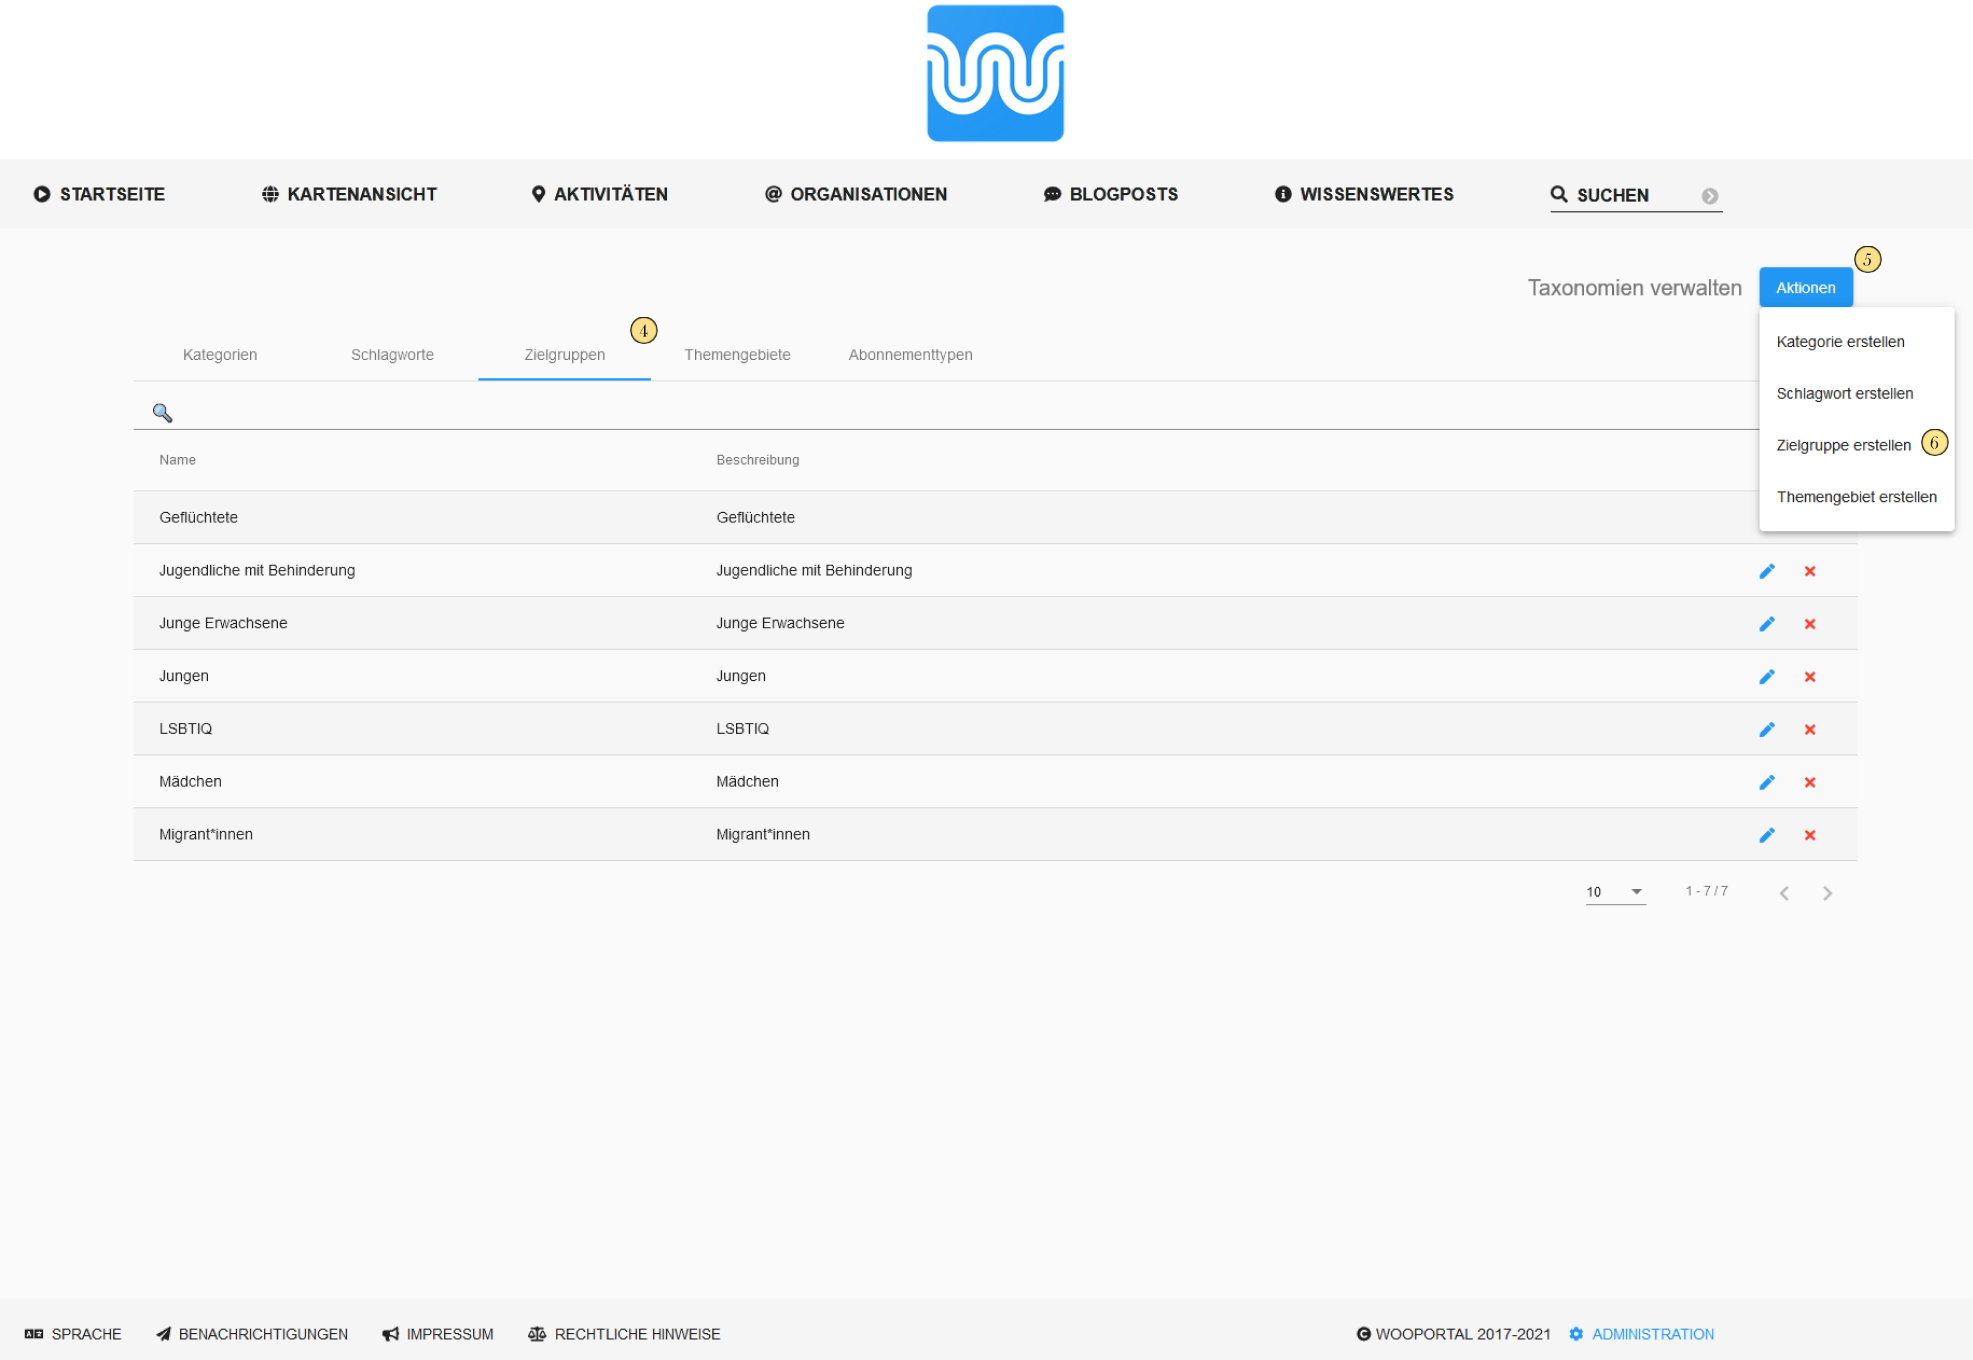 STARTSEITE KARTENANSICHT AKTIVITÄTEN @ ORGANISATIONEN BLOGPOSTS WISSENSWERTES SUCHEN
5
Taxonomien verwalten Aktionen
4
Kategorien Schlagworte Zielgruppen Themengebiete Abonnementtypen
Kategorie erstellen
Schlagwort erstellen
Zielgruppe erstellen 6
Themengebiet erstellen
Name Beschreibung
Geflüchtete Geflüchtete
Jugendliche mit Behinderung Jugendliche mit Behinderung
Junge Erwachsene Junge Erwachsene
Jungen Jungen
LSBTIQ LSBTIQ
Mädchen Mädchen
Migrant*innen Migrant*innen
10 1 - 7 / 7
SPRACHE BENACHRICHTIGUNGEN IMPRESSUM RECHTLICHE HINWEISE WOOPORTAL 2017-2021 ADMINISTRATION